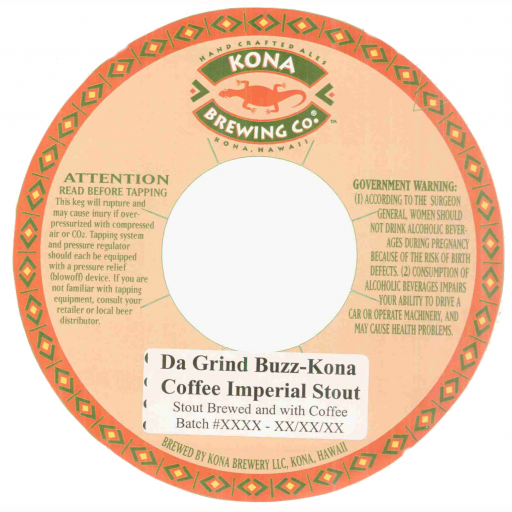 HAND CRAFTED ALES
KONA
BREWING CO.®
™
KONA, HAWAII
ATTENTION
READ BEFORE TAPPING
This keg will rupture and
may cause inury if over-
pressurized with compressed
air or CO2. Tapping system
and pressure regulator
should each be equipped
with a pressure relief
(blowoff) device. If you are
not familiar with tapping
equipment, consult your
retailer or local beer
distributor.
GOVERNMENT WARNING:
(1) ACCORDING TO THE SURGEON
GENERAL, WOMEN SHOULD
NOT DRINK ALCOHOLIC BEVER-
AGES DURING PREGNANCY
BECAUSE OF THE RISK OF BIRTH
DEFECTS. (2) CONSUMPTION OF
ALCOHOLIC BEVERAGES IMPAIRS
YOUR ABILITY TO DRIVE A
CAR OR OPERATE MACHINERY, AND
MAY CAUSE HEALTH PROBLEMS.
Da Grind Buzz-Kona
Coffee Imperial Stout
Stout Brewed and with Coffee
Batch #XXXX - XX/XX/XX
BREWED BY KONA BREWERY LLC, KONA, HAWAII